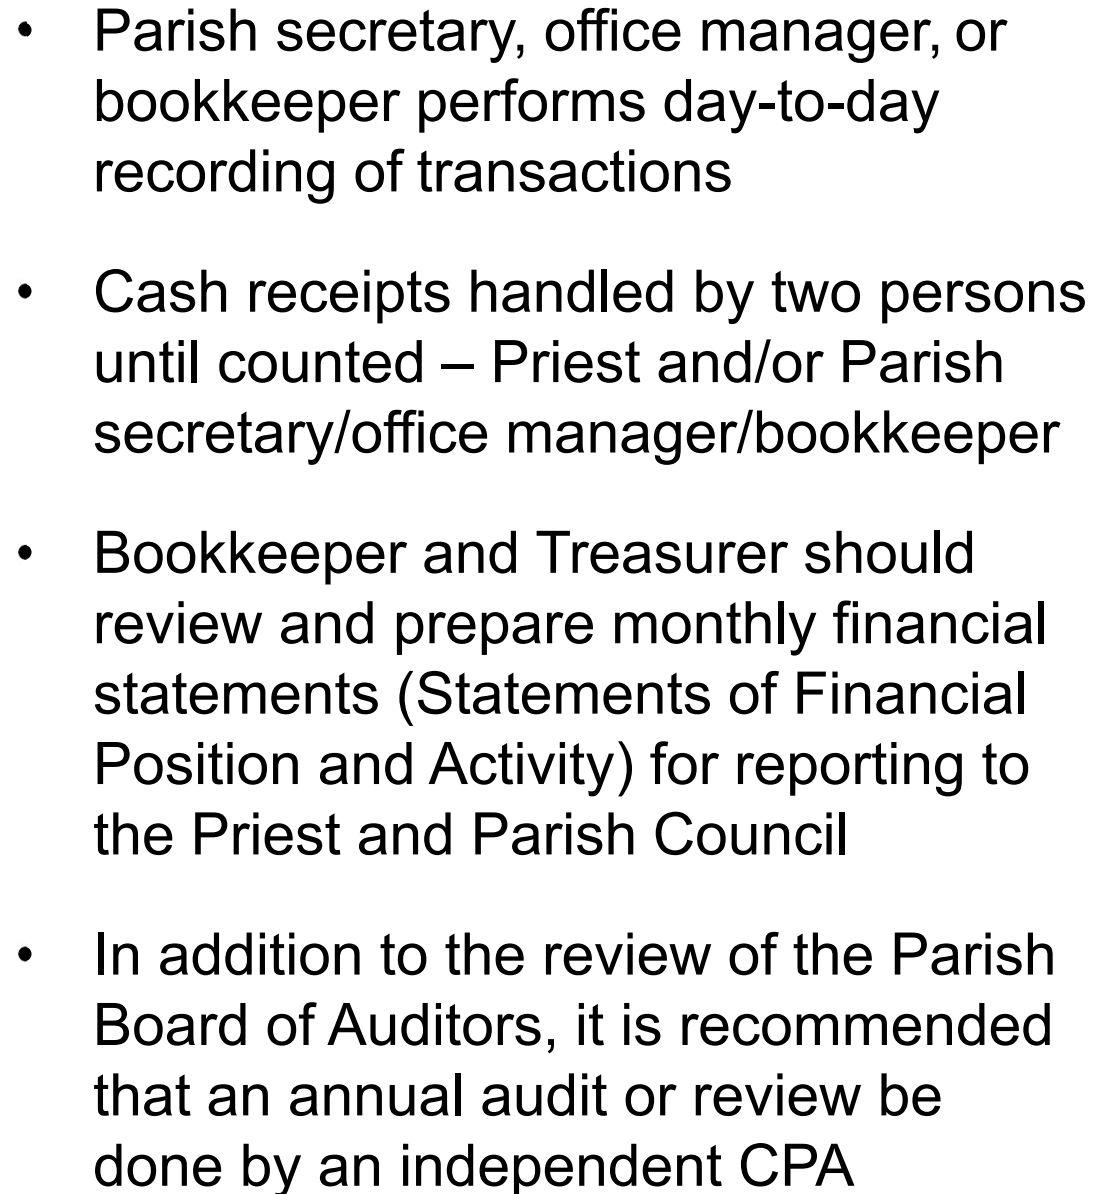 • Parish secretary, office manager, or
bookkeeper performs day-to-day
recording of transactions
• Cash receipts handled by two persons
until counted – Priest and/or Parish
secretary/office manager/bookkeeper
• Bookkeeper and Treasurer should
review and prepare monthly financial
statements (Statements of Financial
Position and Activity) for reporting to
the Priest and Parish Council
• In addition to the review of the Parish
Board of Auditors, it is recommended
that an annual audit or review be
done by an independent CPA